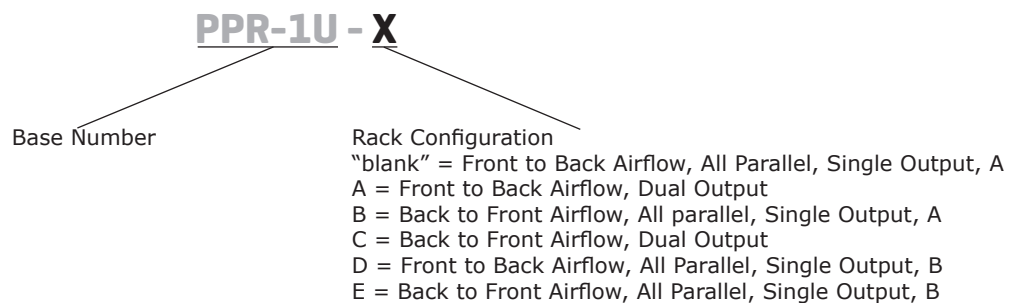 PPR-1U - X
Base Number
Rack Configuration
“blank” = Front to Back Airflow, All Parallel, Single Output, A
A = Front to Back Airflow, Dual Output
B = Back to Front Airflow, All parallel, Single Output, A
C = Back to Front Airflow, Dual Output
D = Front to Back Airflow, All Parallel, Single Output, B
E = Back to Front Airflow, All Parallel, Single Output, B